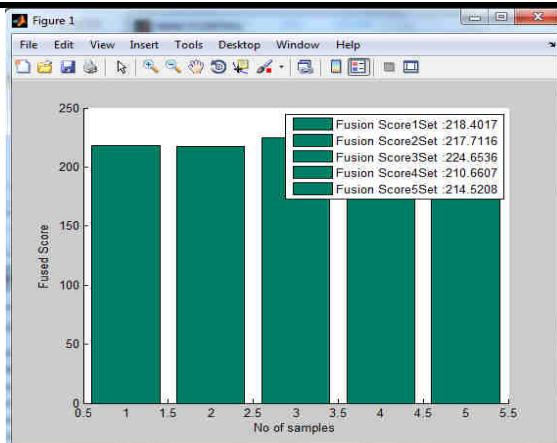 Figure 1
File Edit View Insert Tools Desktop Window Help
250
200
150
100
50
0
Fused Score
Fusion Score1Set :218.4017
Fusion Score2Set :217.7116
Fusion Score3Set :224.6536
Fusion Score4Set :210.6607
Fusion Score5Set :214.5208
0.5 1 1.5 2 2.5 3 3.5 4 4.5 5 5.5
No of samples